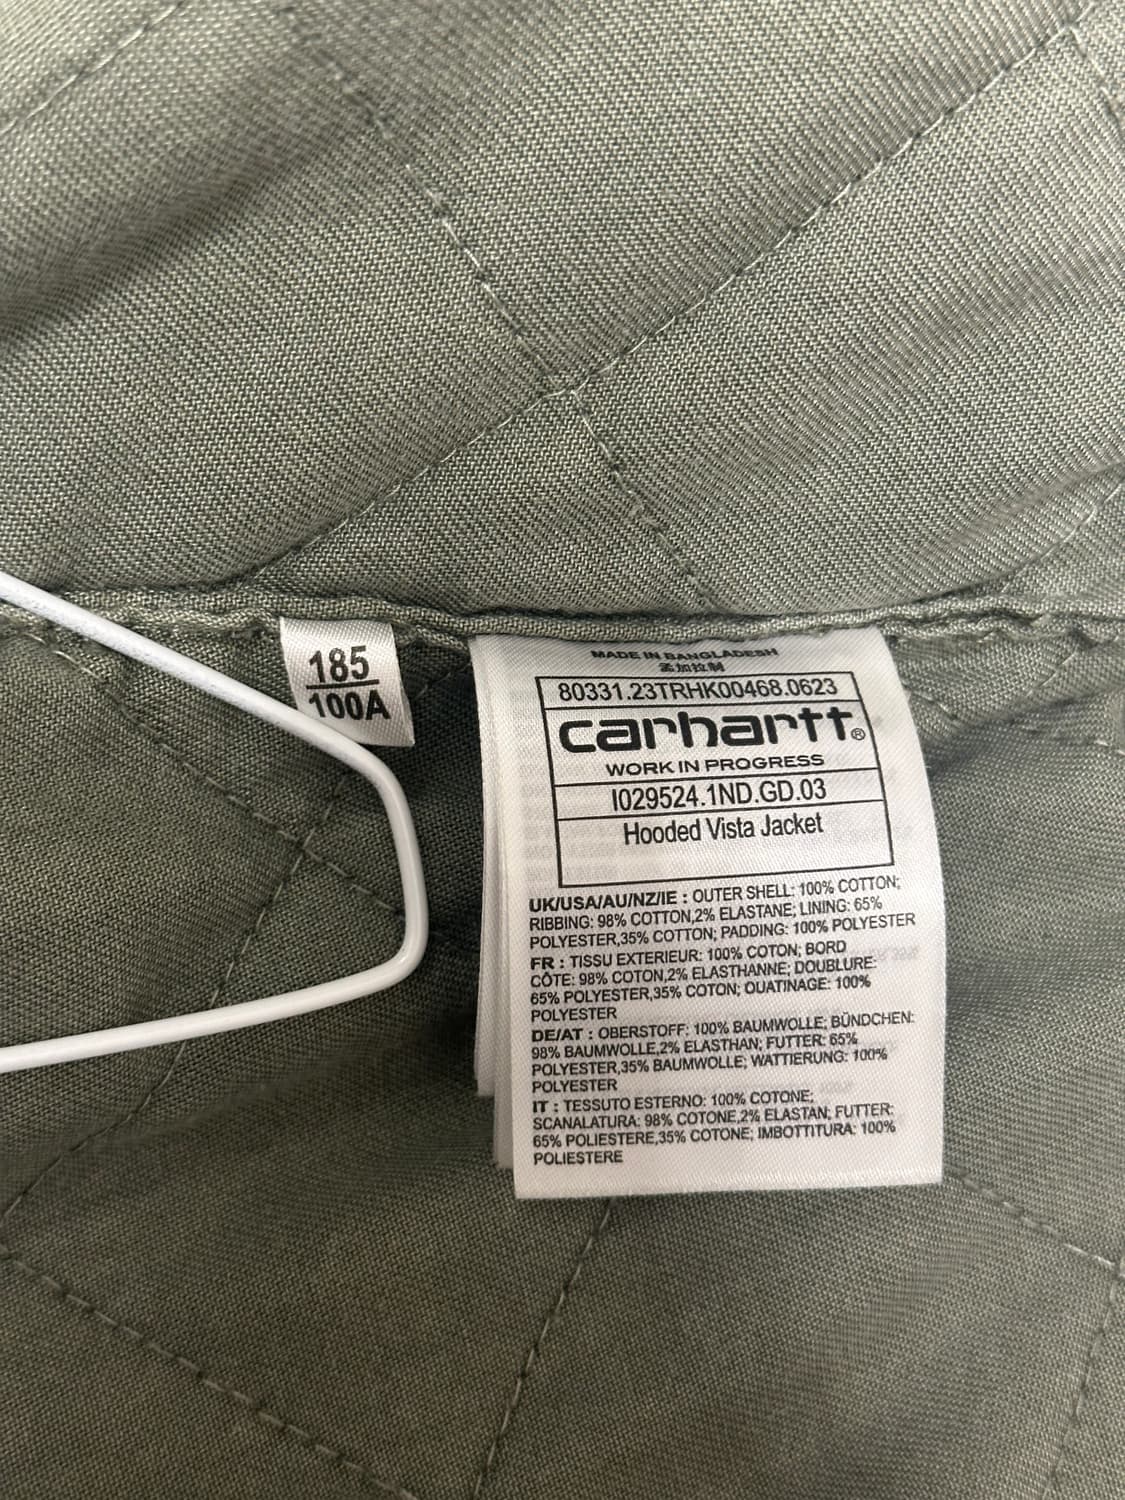 185
100A
MADE IN BANGLADESH
孟加拉制
80331.23TRHK00468.0623
carhartt®
WORK IN PROGRESS
I029524.1ND.GD.03
Hooded Vista Jacket
UK/USA/AU/NZ/IE : OUTER SHELL: 100% COTTON;
RIBBING: 98% COTTON,2% ELASTANE; LINING: 65%
POLYESTER,35% COTTON; PADDING: 100% POLYESTER
FR : TISSU EXTERIEUR: 100% COTON; BORD
CÔTE: 98% COTON,2% ELASTHANNE; DOUBLURE:
65% POLYESTER,35% COTON; OUATINAGE: 100%
POLYESTER
DE/AT : OBERSTOFF: 100% BAUMWOLLE; BÜNDCHEN:
98% BAUMWOLLE,2% ELASTHAN; FUTTER: 65%
POLYESTER,35% BAUMWOLLE; WATTIERUNG: 100%
POLYESTER
IT : TESSUTO ESTERNO: 100% COTONE;
SCANALATURA: 98% COTONE,2% ELASTAN; FUTTER:
65% POLIESTERE,35% COTONE; IMBOTTITURA: 100%
POLIESTERE